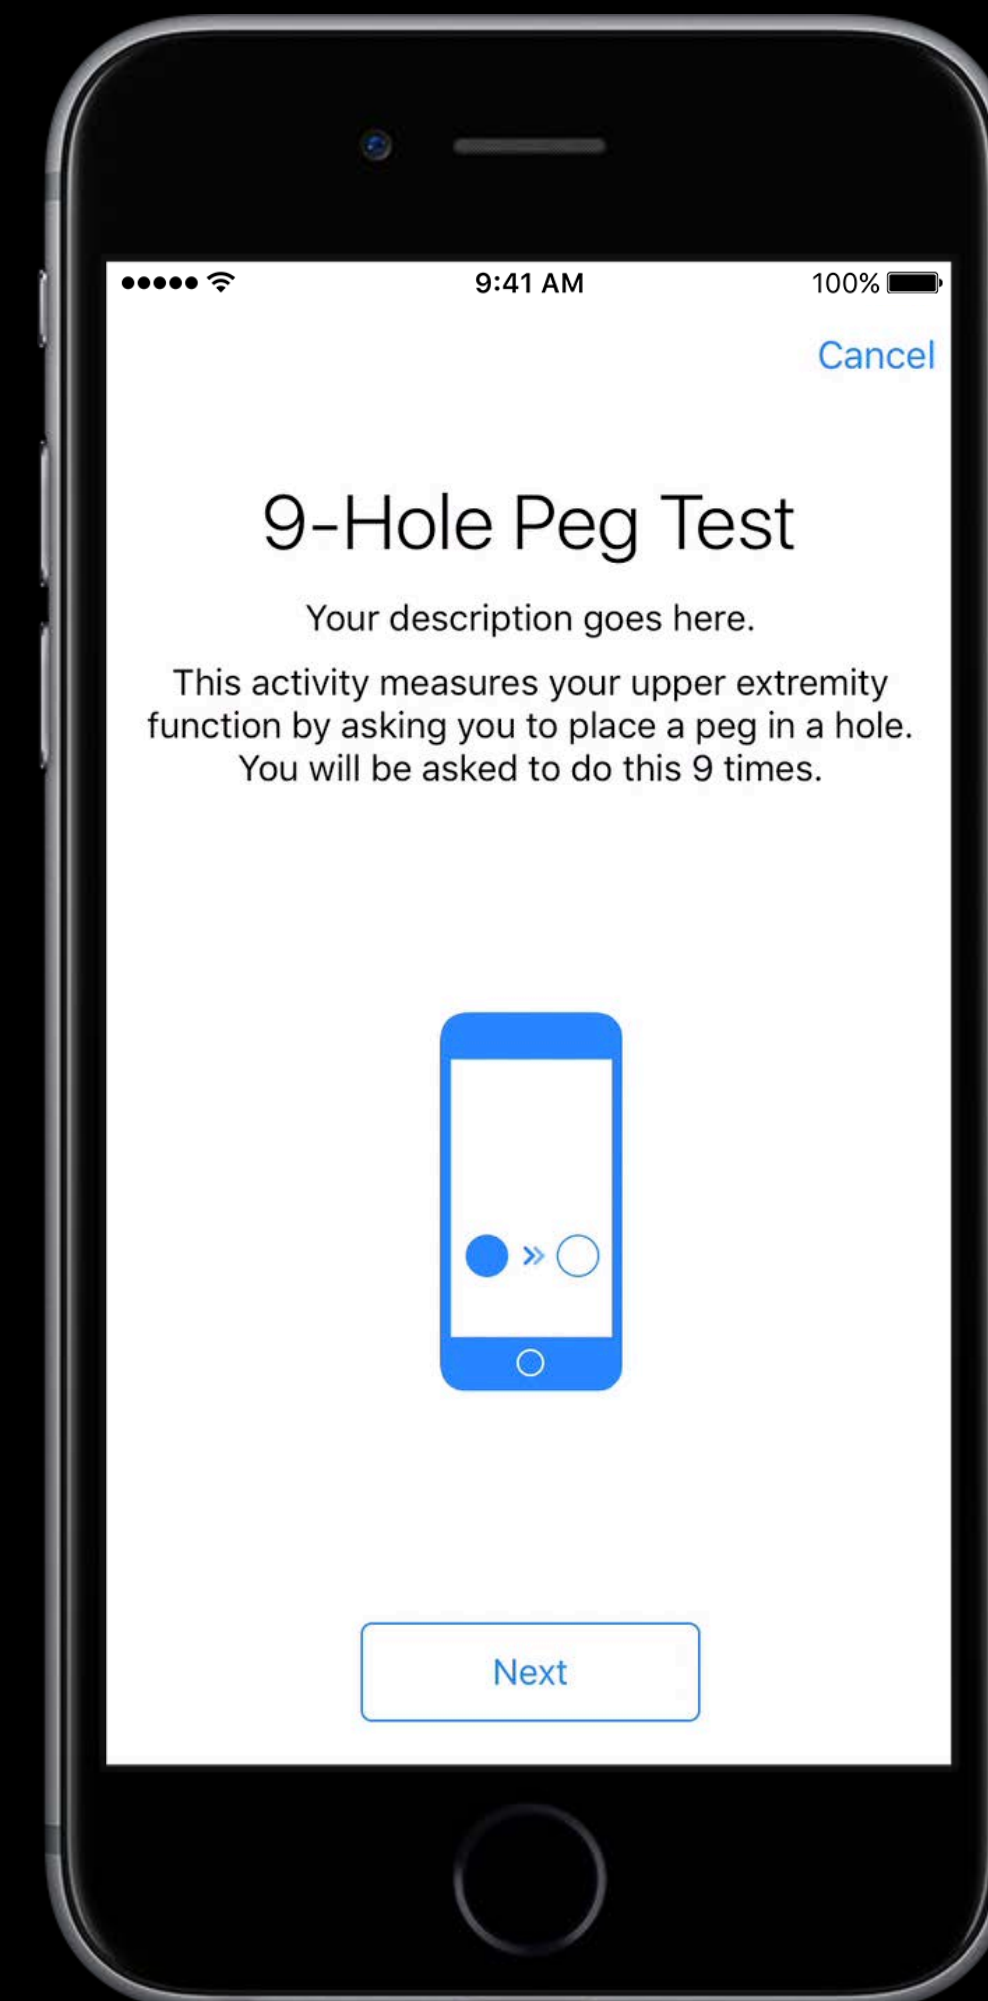 9:41 AM 100%
Cancel
9-Hole Peg Test
Your description goes here.
This activity measures your upper extremity
function by asking you to place a peg in a hole.
You will be asked to do this 9 times.
Next